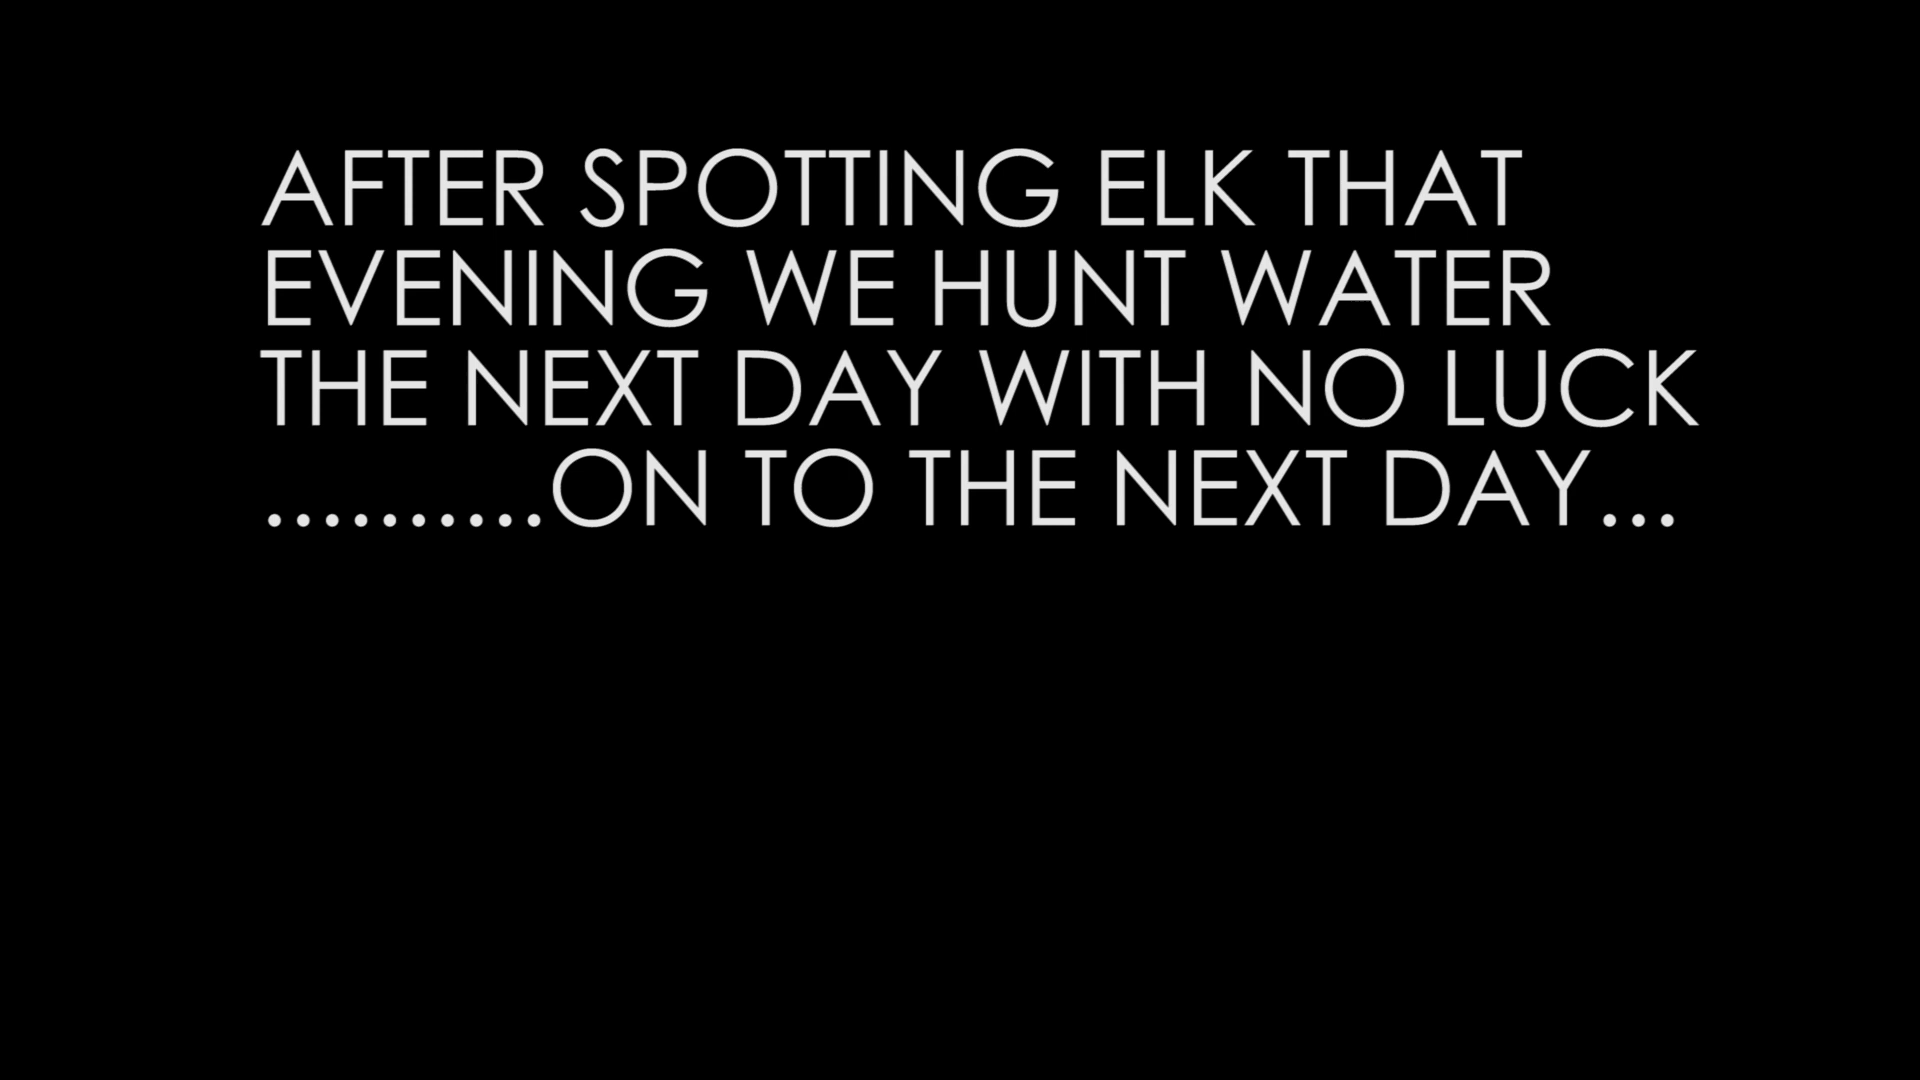 AFTER SPOTTING ELK THAT
EVENING WE HUNT WATER
THE NEXT DAY WITH NO LUCK
..........ON TO THE NEXT DAY...